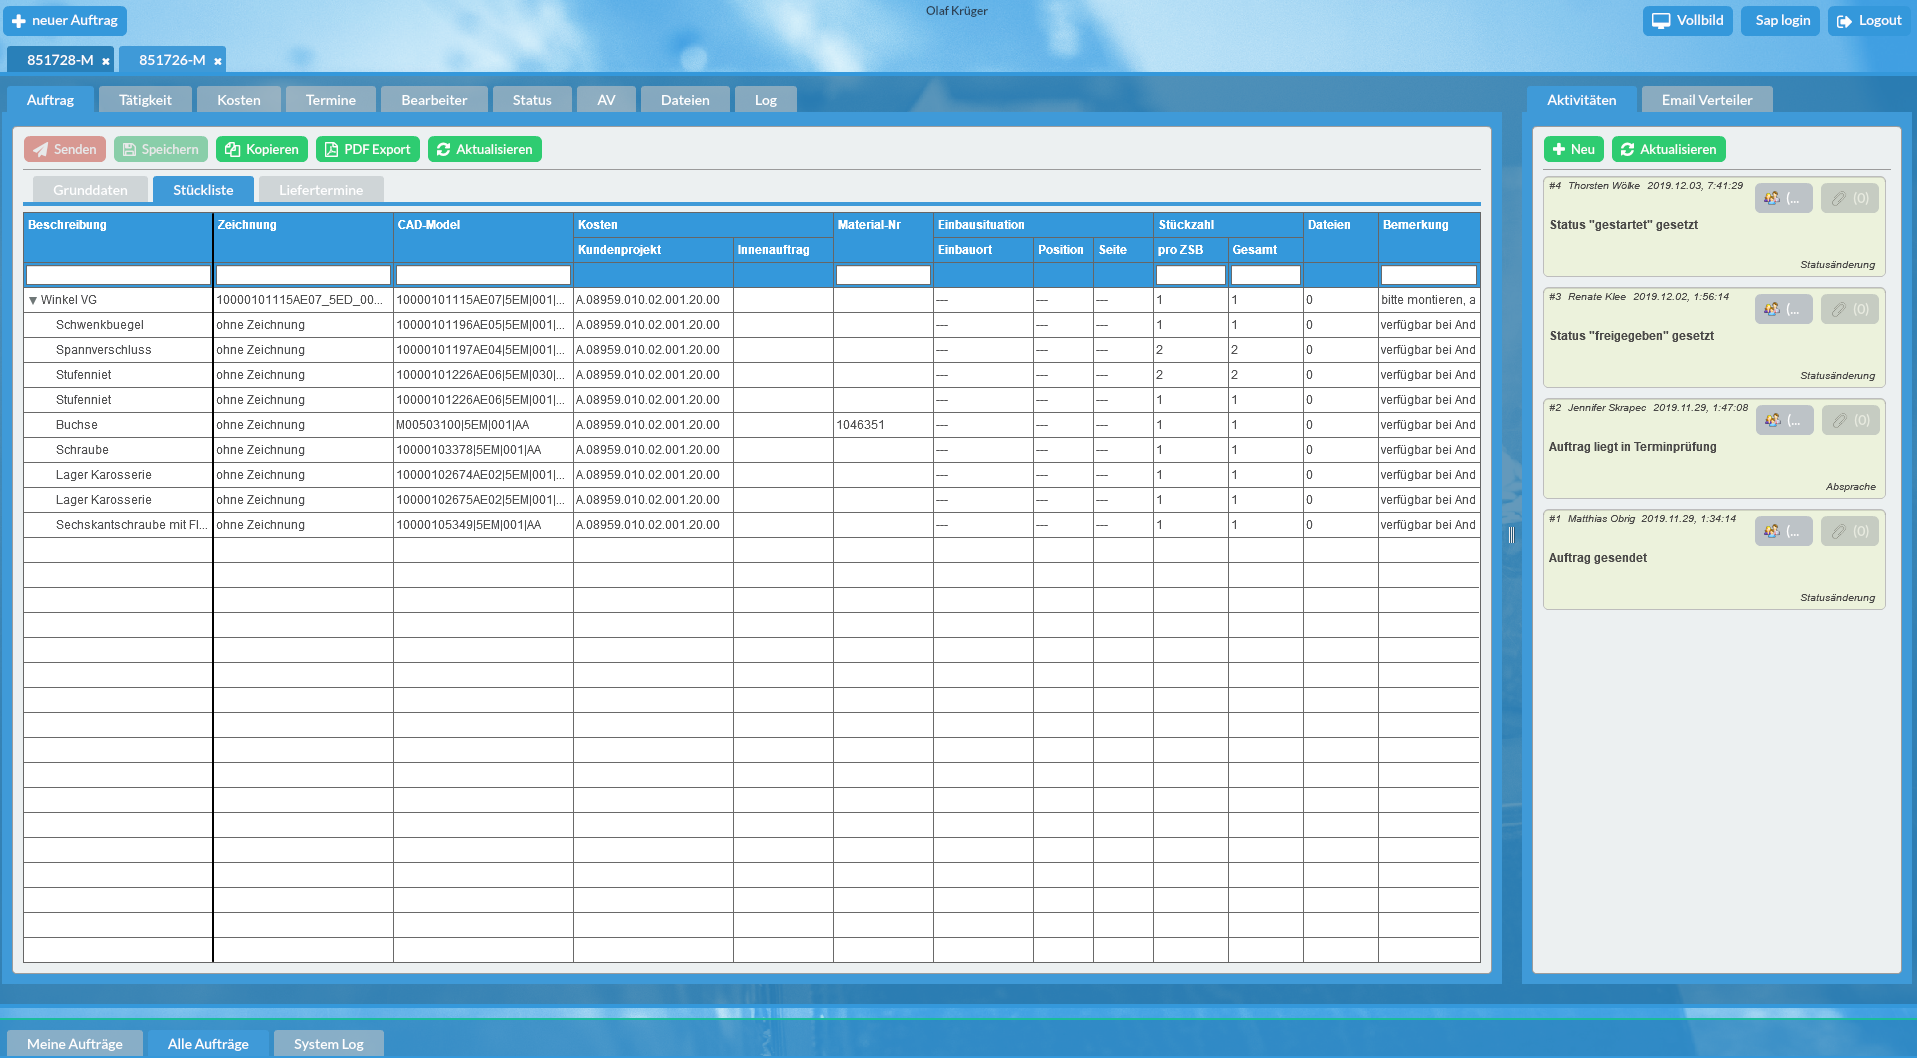 neuer Auftrag
Olaf Krüger
Vollbild
Sap login
Logout
851728-M
851726-M
Auftrag
Tätigkeit
Kosten
Termine
Bearbeiter
Status
AV
Dateien
Log
Aktivitäten
Email Verteiler
Senden
Speichern
Kopieren
PDF Export
Aktualisieren
Grunddaten
Stückliste
Liefertermine
Beschreibung Zeichnung CAD-Model Kosten Material-Nr Einbausituation Stückzahl Dateien Bemerkung
Kundenprojekt Innenauftrag Einbauort Position Seite pro ZSB Gesamt
Winkel VG 10000101115AE07_5ED_00... 10000101115AE07|5EM|001|... A.08959.010.02.001.20.00 --- --- --- 1 1 0 bitte montieren, a
Schwenkbuegel ohne Zeichnung 10000101196AE05|5EM|001|... A.08959.010.02.001.20.00 --- --- --- 1 1 0 verfügbar bei And
Spannverschluss ohne Zeichnung 10000101197AE04|5EM|001|... A.08959.010.02.001.20.00 --- --- --- 2 2 0 verfügbar bei And
Stufenniet ohne Zeichnung 10000101226AE06|5EM|030|... A.08959.010.02.001.20.00 --- --- --- 2 2 0 verfügbar bei And
Stufenniet ohne Zeichnung 10000101226AE06|5EM|001|... A.08959.010.02.001.20.00 --- --- --- 1 1 0 verfügbar bei And
Buchse ohne Zeichnung M00503100|5EM|001|AA A.08959.010.02.001.20.00 1046351 --- --- --- 1 1 0 verfügbar bei And
Schraube ohne Zeichnung 10000103378|5EM|001|AA A.08959.010.02.001.20.00 --- --- --- 1 1 0 verfügbar bei And
Lager Karosserie ohne Zeichnung 10000102674AE02|5EM|001|... A.08959.010.02.001.20.00 --- --- --- 1 1 0 verfügbar bei And
Lager Karosserie ohne Zeichnung 10000102675AE02|5EM|001|... A.08959.010.02.001.20.00 --- --- --- 1 1 0 verfügbar bei And
Sechskantschraube mit Fl... ohne Zeichnung 10000105349|5EM|001|AA A.08959.010.02.001.20.00 --- --- --- 1 1 0 verfügbar bei And
Neu
Aktualisieren
#4 Thorsten Wölke 2019.12.03, 7:41:29 (... (0)
Status "gestartet" gesetzt
Statusänderung
#3 Renate Klee 2019.12.02, 1:56:14 (... (0)
Status "freigegeben" gesetzt
Statusänderung
#2 Jennifer Skrapec 2019.11.29, 1:47:08 (... (0)
Auftrag liegt in Terminprüfung
Absprache
#1 Matthias Obrig 2019.11.29, 1:34:14 (... (0)
Auftrag gesendet
Statusänderung
Meine Aufträge
Alle Aufträge
System Log